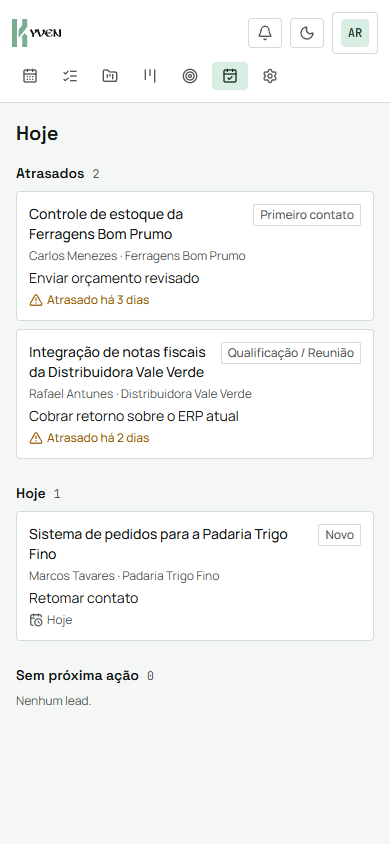 KYVEN
AR
Hoje
Atrasados 2
Controle de estoque da
Ferragens Bom Prumo
Primeiro contato
Carlos Menezes · Ferragens Bom Prumo
Enviar orçamento revisado
Atrasado há 3 dias
Integração de notas fiscais
da Distribuidora Vale Verde
Qualificação / Reunião
Rafael Antunes · Distribuidora Vale Verde
Cobrar retorno sobre o ERP atual
Atrasado há 2 dias
Hoje 1
Sistema de pedidos para a Padaria Trigo
Fino
Novo
Marcos Tavares · Padaria Trigo Fino
Retomar contato
Hoje
Sem próxima ação 0
Nenhum lead.